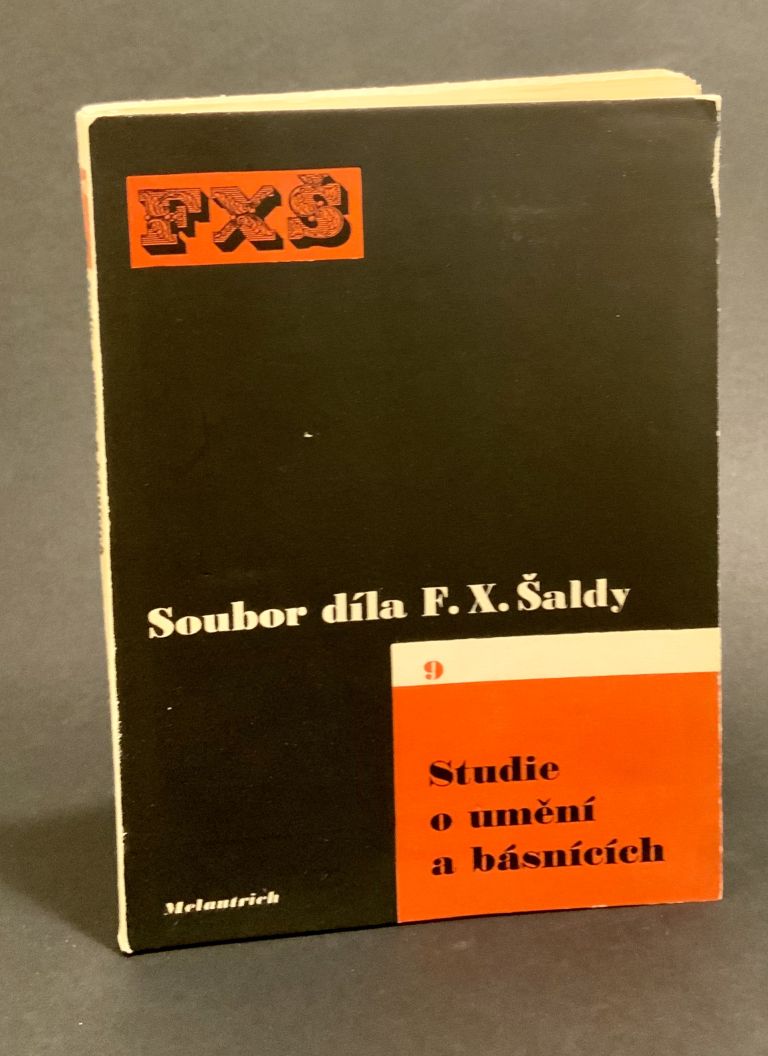 FXŠ
Soubor díla F. X. Šaldy
9
Studie
o umění
a básnících
Melantrich